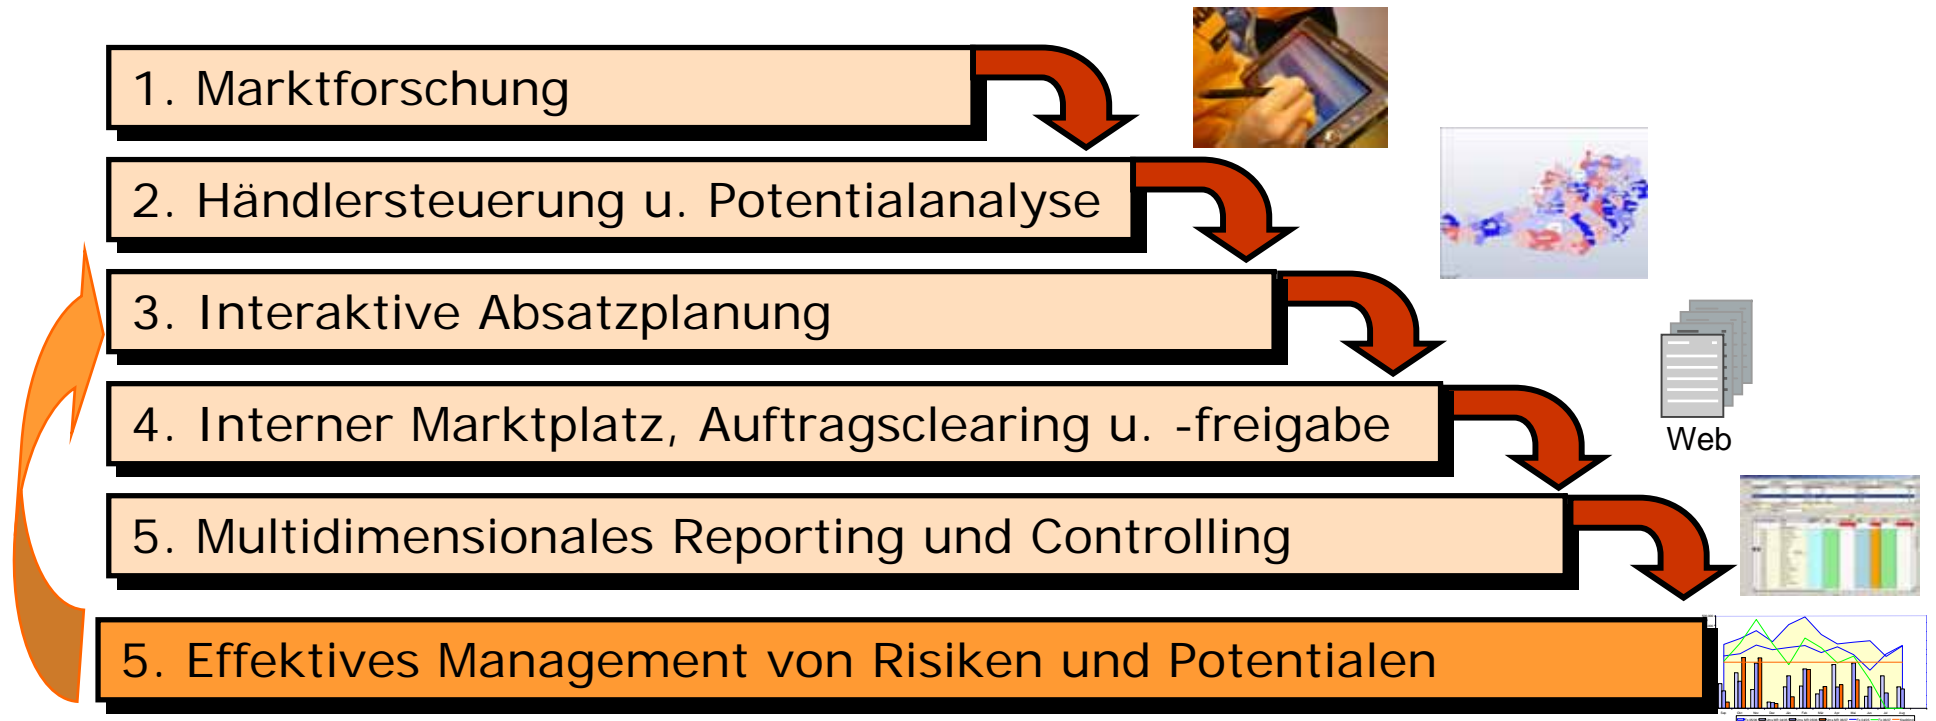 1. Marktforschung
2. Händlersteuerung u. Potentialanalyse
3. Interaktive Absatzplanung
4. Interner Marktplatz, Auftragsclearing u. -freigabe
Web
5. Multidimensionales Reporting und Controlling
5. Effektives Management von Risiken und Potentialen